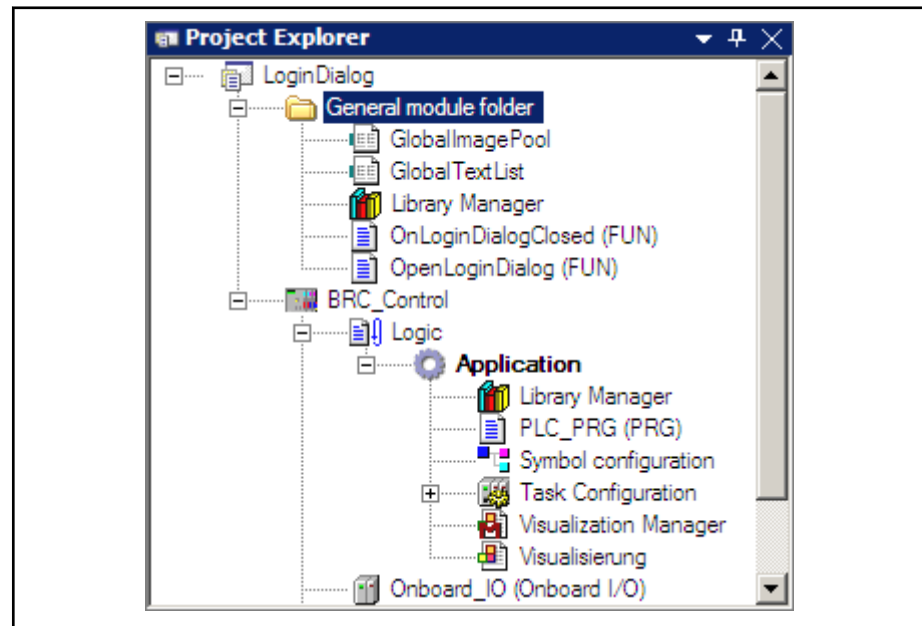 Project Explorer
LoginDialog
General module folder
GlobalImagePool
GlobalTextList
Library Manager
OnLoginDialogClosed (FUN)
OpenLoginDialog (FUN)
BRC_Control
Logic
Application
Library Manager
PLC_PRG (PRG)
Symbol configuration
Task Configuration
Visualization Manager
Visualisierung
Onboard_IO (Onboard I/O)